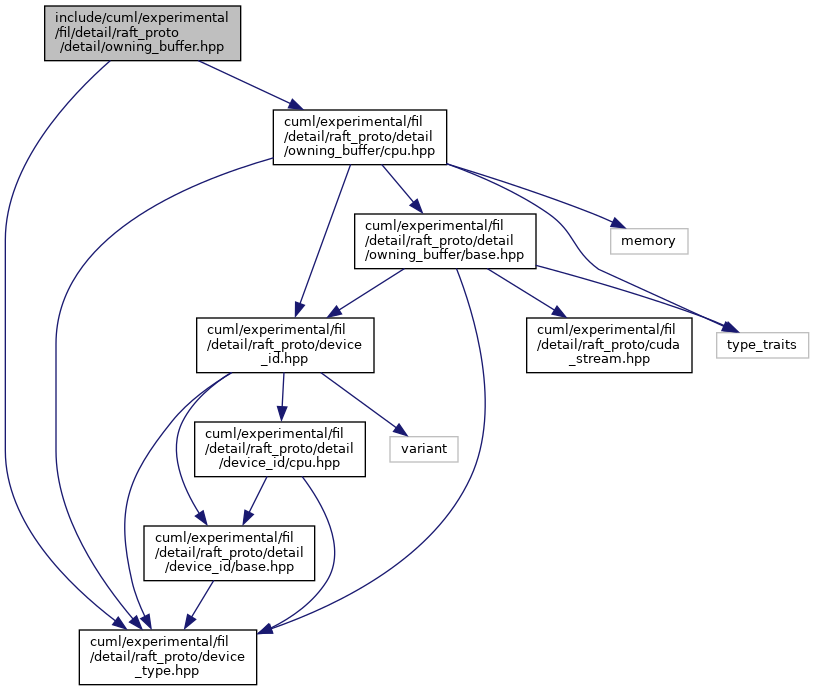 include/cuml/experimental
/fil/detail/raft_proto
/detail/owning_buffer.hpp
cuml/experimental/fil
/detail/raft_proto/detail
/owning_buffer/cpu.hpp
cuml/experimental/fil
/detail/raft_proto/detail
/owning_buffer/base.hpp
memory
cuml/experimental/fil
/detail/raft_proto/device
_id.hpp
cuml/experimental/fil
/detail/raft_proto/cuda
_stream.hpp
type_traits
cuml/experimental/fil
/detail/raft_proto/detail
/device_id/cpu.hpp
variant
cuml/experimental/fil
/detail/raft_proto/detail
/device_id/base.hpp
cuml/experimental/fil
/detail/raft_proto/device
_type.hpp